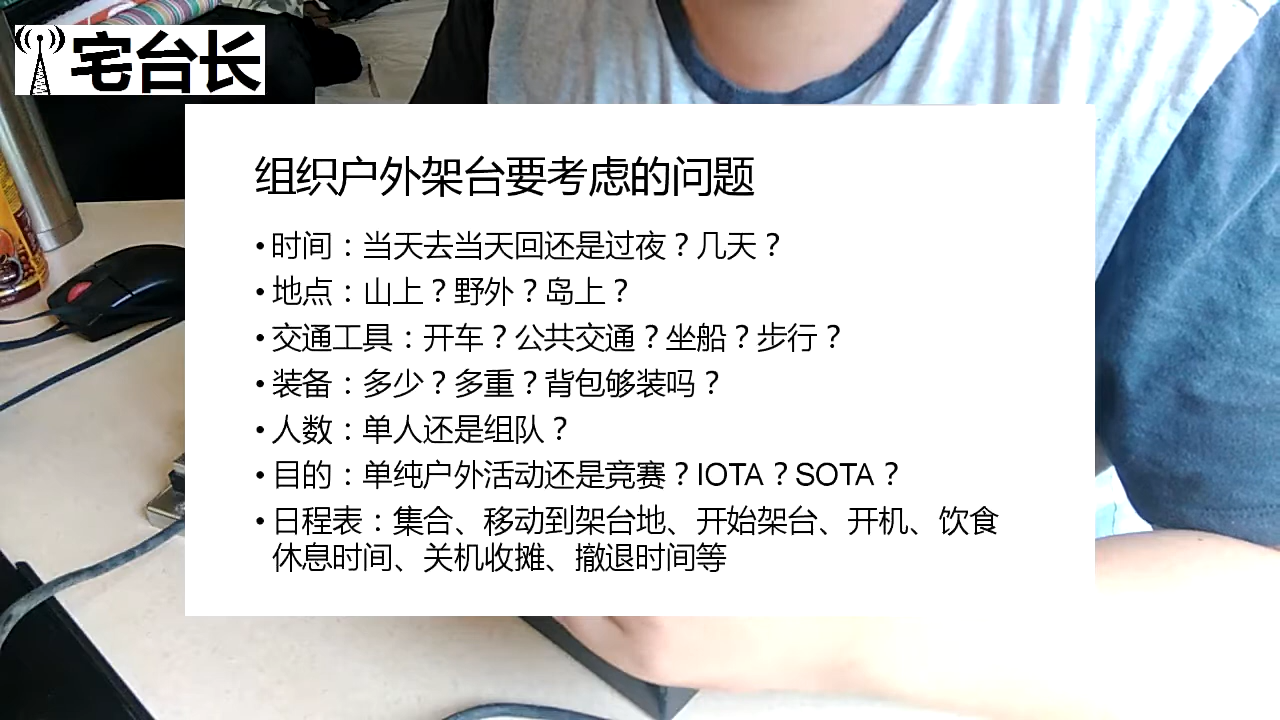 宅台长
组织户外架台要考虑的问题
• 时间：当天去当天回还是过夜？几天？
• 地点：山上？野外？岛上？
• 交通工具：开车？公共交通？坐船？步行？
• 装备：多少？多重？背包够装吗？
• 人数：单人还是组队？
• 目的：单纯户外活动还是竞赛？IOTA？SOTA？
• 日程表：集合、移动到架台地、开始架台、开机、饮食
休息时间、关机收摊、撤退时间等